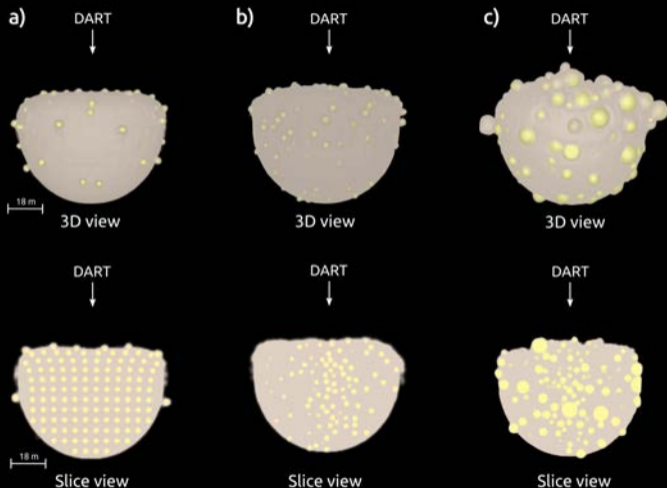 a) DART b) DART c) DART
18 m
3D view 3D view 3D view
DART DART DART
18 m
Slice view Slice view Slice view